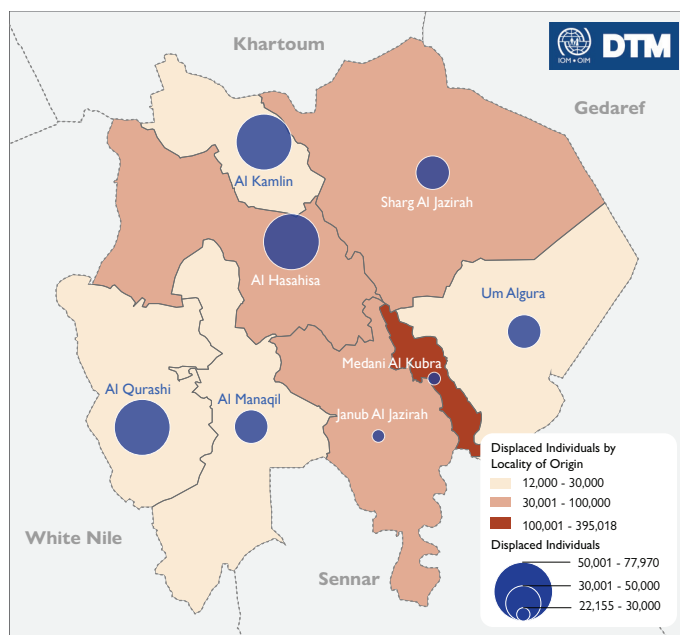 Khartoum
IOM • OIM
DTM
Gedaref
Al Kamlin
Sharg Al Jazirah
Al Hasahisa
Um Algura
Medani Al Kubra
Al Qurashi
Al Manaqil
Janub Al Jazirah
White Nile
Sennar
Displaced Individuals by
Locality of Origin
12,000 - 30,000
30,001 - 100,000
100,001 - 395,018
Displaced Individuals
50,001 - 77,970
30,001 - 50,000
22,155 - 30,000